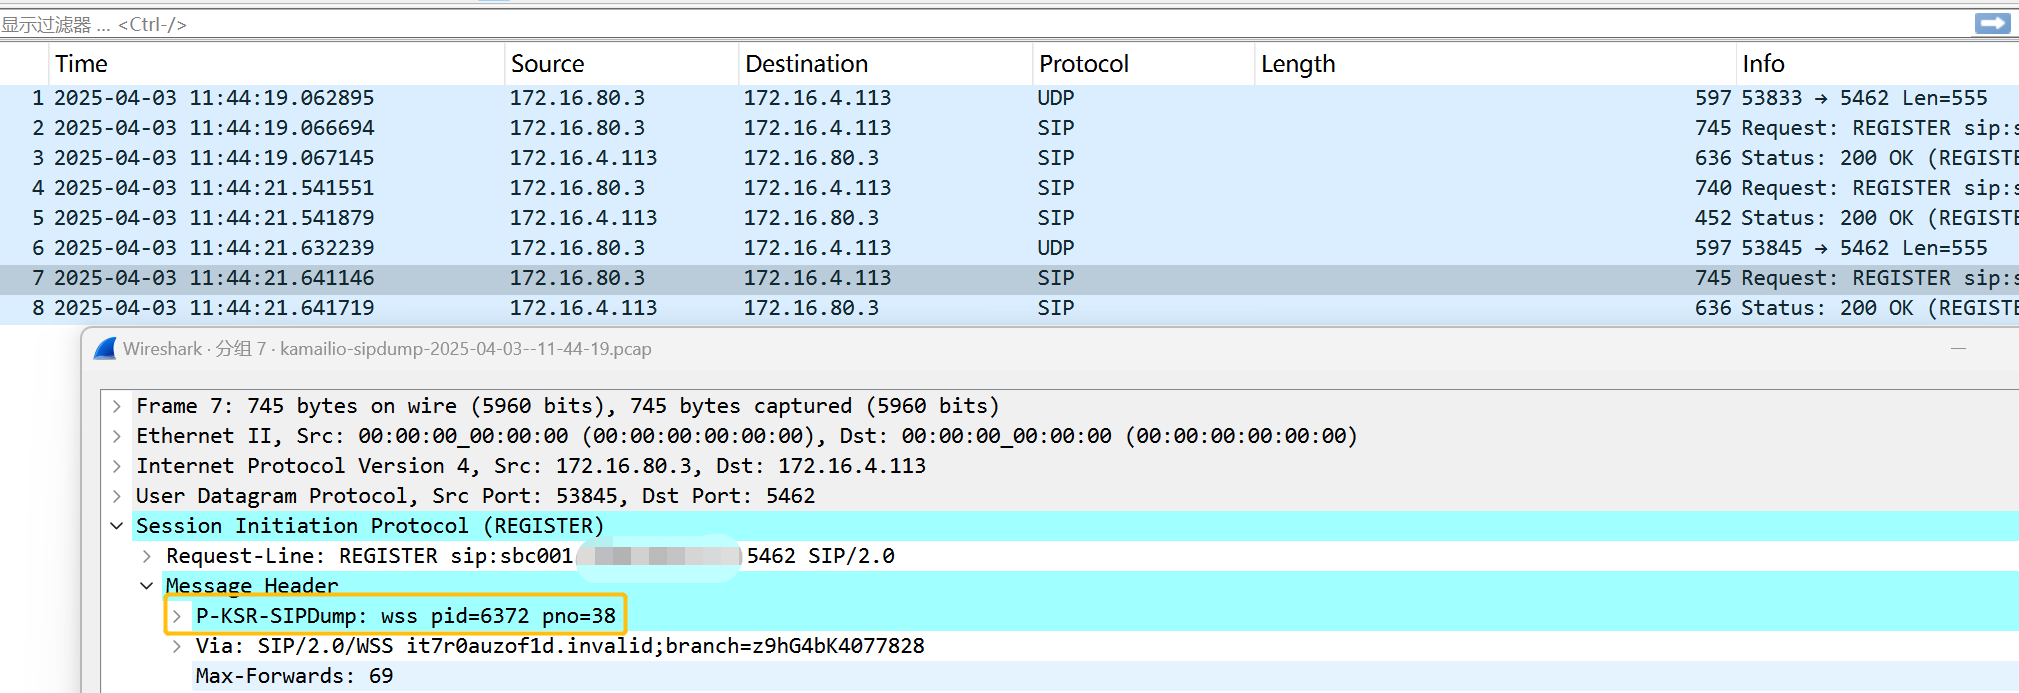 显示过滤器 … <Ctrl-/>
Time Source Destination Protocol Length Info
1 2025-04-03 11:44:19.062895 172.16.80.3 172.16.4.113 UDP 597 53833 → 5462 Len=555
2 2025-04-03 11:44:19.066694 172.16.80.3 172.16.4.113 SIP 745 Request: REGISTER sip:s
3 2025-04-03 11:44:19.067145 172.16.4.113 172.16.80.3 SIP 636 Status: 200 OK (REGISTE
4 2025-04-03 11:44:21.541551 172.16.80.3 172.16.4.113 SIP 740 Request: REGISTER sip:s
5 2025-04-03 11:44:21.541879 172.16.4.113 172.16.80.3 SIP 452 Status: 200 OK (REGISTE
6 2025-04-03 11:44:21.632239 172.16.80.3 172.16.4.113 UDP 597 53845 → 5462 Len=555
7 2025-04-03 11:44:21.641146 172.16.80.3 172.16.4.113 SIP 745 Request: REGISTER sip:s
8 2025-04-03 11:44:21.641719 172.16.4.113 172.16.80.3 SIP 636 Status: 200 OK (REGISTE
Wireshark · 分组 7 · kamailio-sipdump-2025-04-03--11-44-19.pcap
Frame 7: 745 bytes on wire (5960 bits), 745 bytes captured (5960 bits)
Ethernet II, Src: 00:00:00_00:00:00 (00:00:00:00:00:00), Dst: 00:00:00_00:00:00 (00:00:00:00:00:00)
Internet Protocol Version 4, Src: 172.16.80.3, Dst: 172.16.4.113
User Datagram Protocol, Src Port: 53845, Dst Port: 5462
Session Initiation Protocol (REGISTER)
Request-Line: REGISTER sip:sbc001 5462 SIP/2.0
Message Header
P-KSR-SIPDump: wss pid=6372 pno=38
Via: SIP/2.0/WSS it7r0auzof1d.invalid;branch=z9hG4bK4077828
Max-Forwards: 69